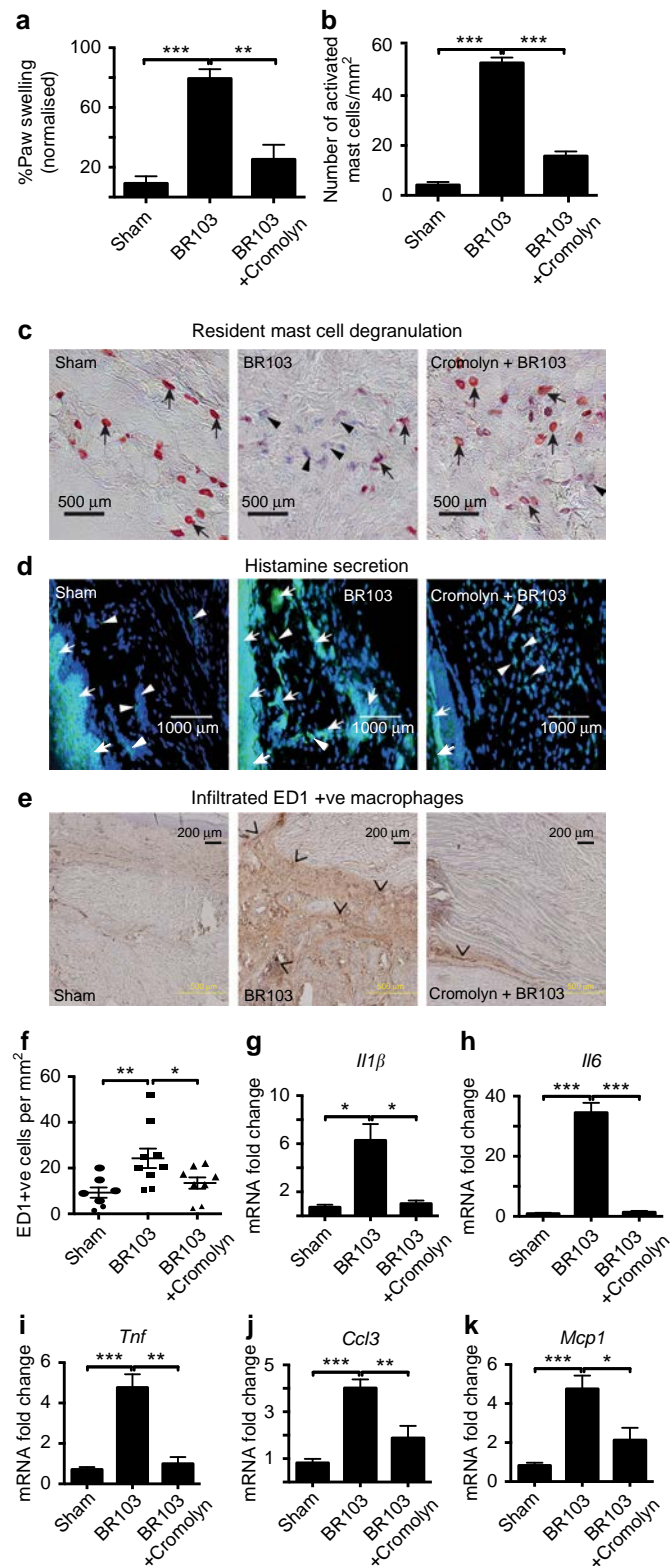 a
%Paw swelling
(normalised)
100
60
20
***
**
Sham
BR103
BR103
+Cromolyn
b
Number of activated
mast cells/mm2
60
40
20
0
***
***
Sham
BR103
BR103
+Cromolyn
c
Resident mast cell degranulation
Sham
500 µm
BR103
500 µm
Cromolyn + BR103
500 µm
d
Histamine secretion
Sham
1000 µm
BR103
1000 µm
Cromolyn + BR103
1000 µm
e
Infiltrated ED1 +ve macrophages
200 µm
Sham
500 µm
200 µm
BR103
500 µm
200 µm
Cromolyn + BR103
500 µm
f
ED1+ve cells per mm2
60
40
20
0
**
*
Sham
BR103
BR103
+Cromolyn
g
Il1β
mRNA fold change
10
6
2
*
*
Sham
BR103
BR103
+Cromolyn
h
Il6
mRNA fold change
40
20
0
***
***
Sham
BR103
BR103
+Cromolyn
i
Tnf
mRNA fold change
6
4
2
0
***
**
Sham
BR103
BR103
+Cromolyn
j
Ccl3
mRNA fold change
5
3
1
***
**
Sham
BR103
BR103
+Cromolyn
k
Mcp1
mRNA fold change
6
4
2
0
***
*
Sham
BR103
BR103
+Cromolyn